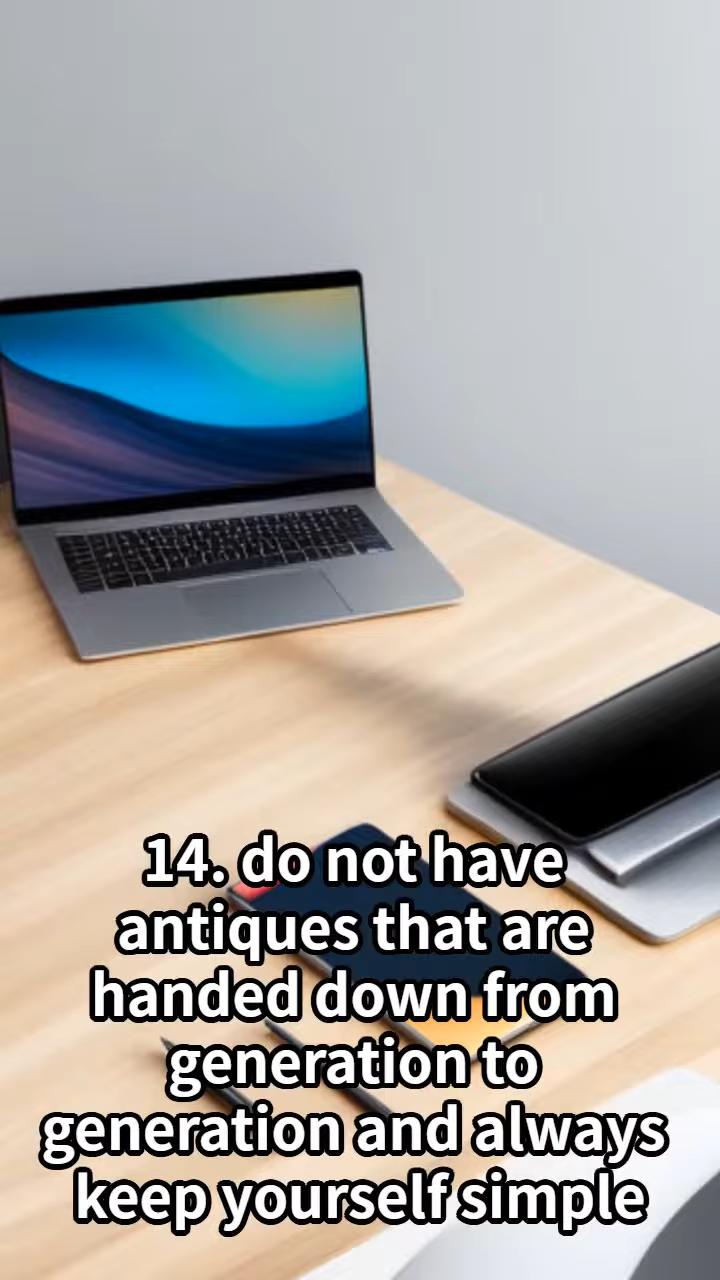 14. do not have
antiques that are
handed down from
generation to
generation and always
keep yourself simple